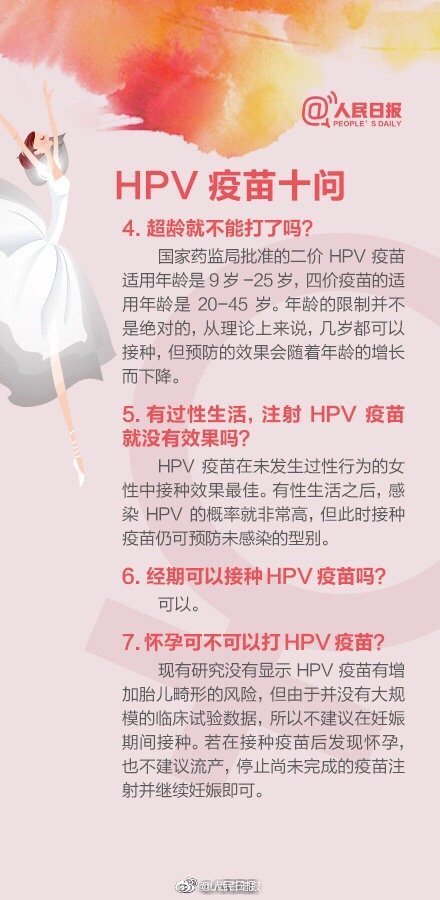 @人民日报
PEOPLE'S DAILY
HPV 疫苗十问
4. 超龄就不能打了吗？
国家药监局批准的二价 HPV 疫苗
适用年龄是 9 岁 -25 岁，四价疫苗的适
用年龄是 20-45 岁。年龄的限制并不
是绝对的，从理论上来说，几岁都可以
接种，但预防的效果会随着年龄的增长
而下降。
5. 有过性生活，注射 HPV 疫苗
就没有效果吗？
HPV 疫苗在未发生过性行为的女
性中接种效果最佳。有性生活之后，感
染 HPV 的概率就非常高，但此时接种
疫苗仍可预防未感染的型别。
6. 经期可以接种 HPV 疫苗吗？
可以。
7. 怀孕可不可以打 HPV 疫苗？
现有研究没有显示 HPV 疫苗有增
加胎儿畸形的风险，但由于并没有大规
模的临床试验数据，所以不建议在妊娠
期间接种。若在接种疫苗后发现怀孕，
也不建议流产，停止尚未完成的疫苗注
射并继续妊娠即可。
@人民日报